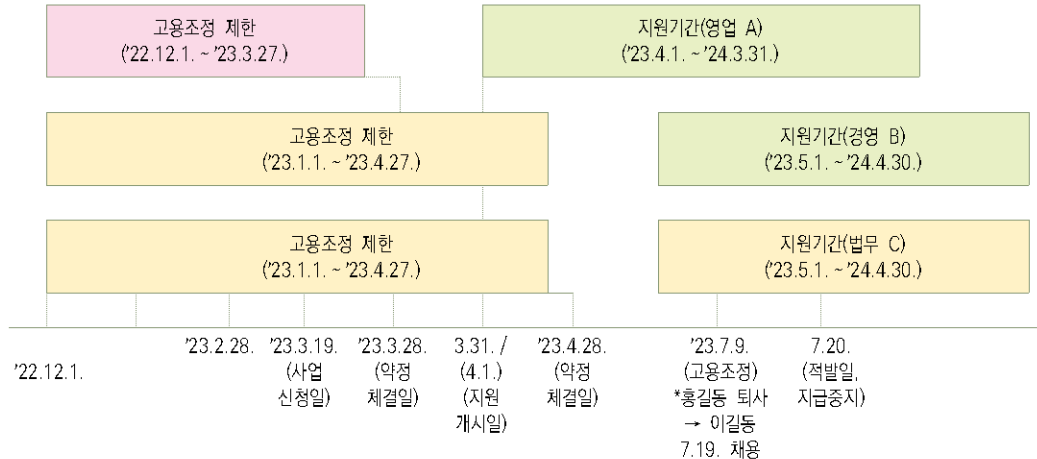 고용조정 제한
('22.12.1. ~ '23.3.27.)
지원기간(영업 A)
('23.4.1. ~ '24.3.31.)
고용조정 제한
('23.1.1. ~ '23.4.27.)
지원기간(경영 B)
('23.5.1. ~ '24.4.30.)
고용조정 제한
('23.1.1. ~ '23.4.27.)
지원기간(법무 C)
('23.5.1. ~ '24.4.30.)
'22.12.1.
'23.2.28.
'23.3.19.
(사업
신청일)
'23.3.28.
(약정
체결일)
3.31. /
(4.1.)
(지원
개시일)
'23.4.28.
(약정
체결일)
'23.7.9.
(고용조정)
*홍길동 퇴사
→ 이길동
7.19. 채용
7.20.
(적발일,
지급중지)